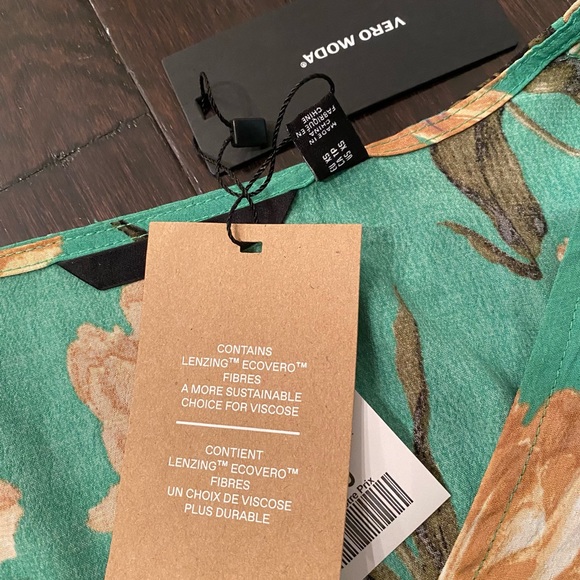 VERO MODA®
MADE IN
CHINA
FABRIQUÉ EN
CHINE
CONTAINS
LENZING™ ECOVERO™
FIBRES
A MORE SUSTAINABLE
CHOICE FOR VISCOSE
CONTIENT
LENZING™ ECOVERO™
FIBRES
UN CHOIX DE VISCOSE
PLUS DURABLE
Prix